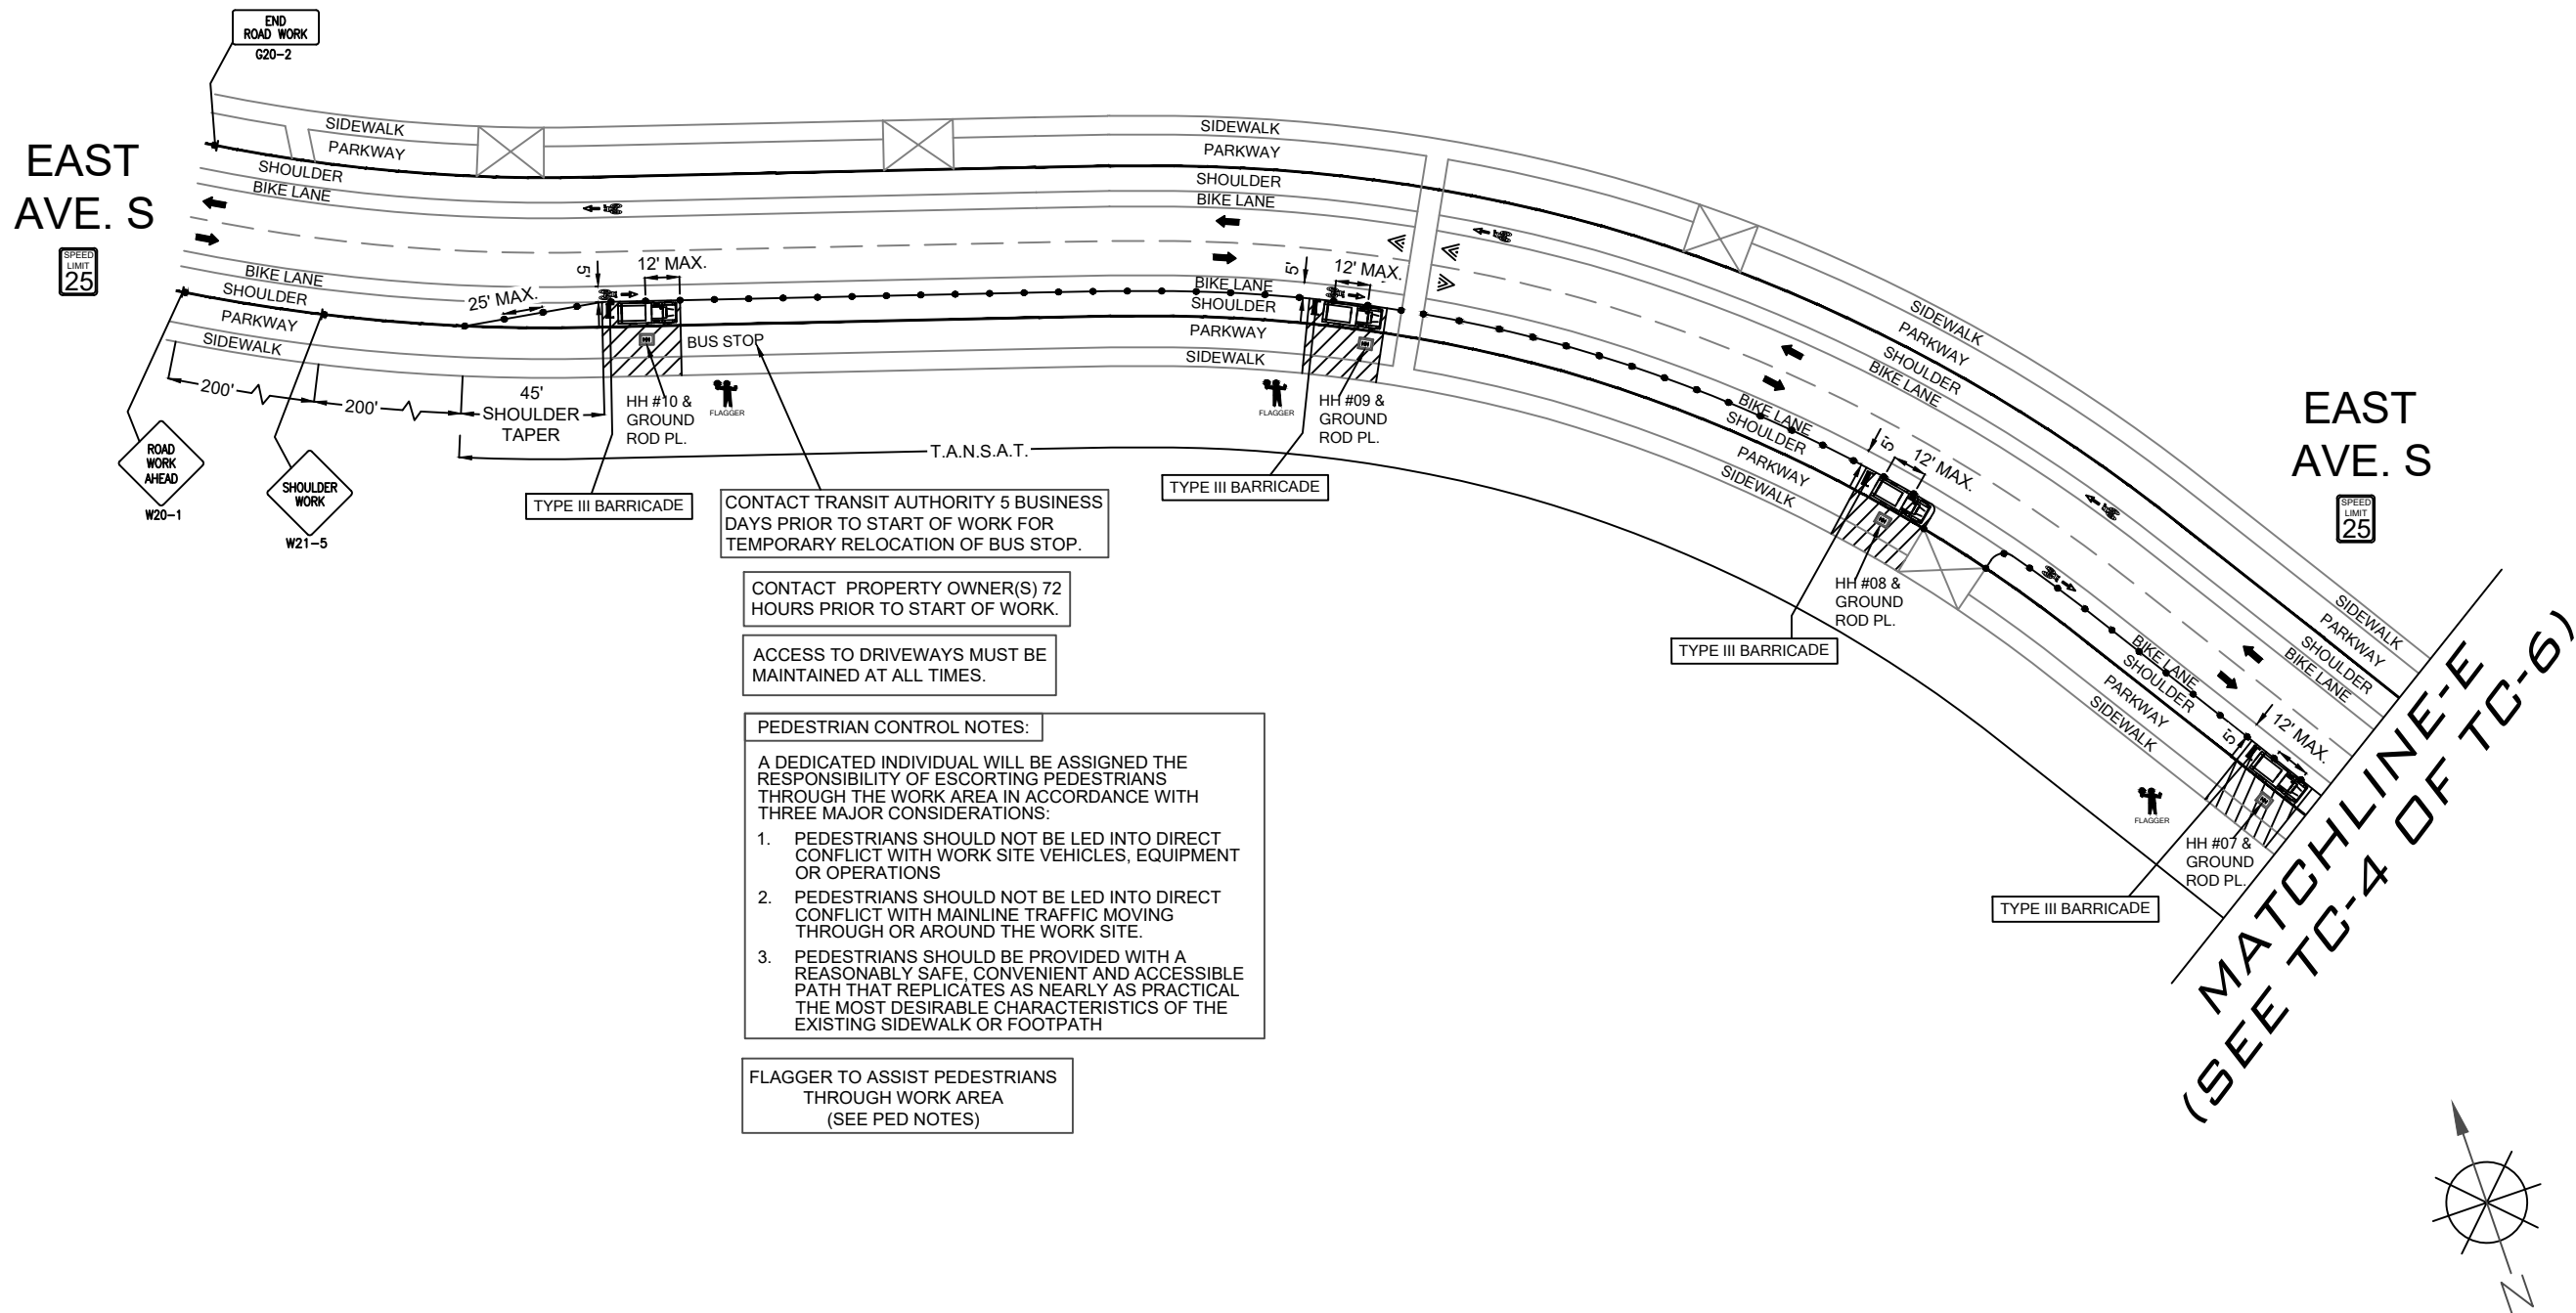 END
ROAD WORK
G20-2
EAST
AVE. S
SPEED
LIMIT
25
SIDEWALK
PARKWAY
SHOULDER
BIKE LANE
SIDEWALK
PARKWAY
SHOULDER
BIKE LANE
BIKE LANE
SHOULDER
PARKWAY
SIDEWALK
25' MAX.
5'
12' MAX.
BUS STOP
5'
12' MAX.
BIKE LANE
SHOULDER
PARKWAY
SIDEWALK
200'
200'
45'
SHOULDER
TAPER
HH #10 &
GROUND
ROD PL.
FLAGGER
FLAGGER
HH #09 &
GROUND
ROD PL.
T.A.N.S.A.T.
ROAD
WORK
AHEAD
W20-1
SHOULDER
WORK
W21-5
TYPE III BARRICADE
TYPE III BARRICADE
SIDEWALK
PARKWAY
SHOULDER
BIKE LANE
BIKE LANE
SHOULDER
PARKWAY
SIDEWALK
5'
12' MAX.
EAST
AVE. S
SPEED
LIMIT
25
HH #08 &
GROUND
ROD PL.
TYPE III BARRICADE
SIDEWALK
PARKWAY
SHOULDER
BIKE LANE
BIKE LANE
SHOULDER
PARKWAY
SIDEWALK
5'
12' MAX.
FLAGGER
HH #07 &
GROUND
ROD PL.
TYPE III BARRICADE
MATCHLINE-E
(SEE TC-4 OF TC-6)
CONTACT TRANSIT AUTHORITY 5 BUSINESS
DAYS PRIOR TO START OF WORK FOR
TEMPORARY RELOCATION OF BUS STOP.
CONTACT PROPERTY OWNER(S) 72
HOURS PRIOR TO START OF WORK.
ACCESS TO DRIVEWAYS MUST BE
MAINTAINED AT ALL TIMES.
PEDESTRIAN CONTROL NOTES:
A DEDICATED INDIVIDUAL WILL BE ASSIGNED THE
RESPONSIBILITY OF ESCORTING PEDESTRIANS
THROUGH THE WORK AREA IN ACCORDANCE WITH
THREE MAJOR CONSIDERATIONS:
1. PEDESTRIANS SHOULD NOT BE LED INTO DIRECT
CONFLICT WITH WORK SITE VEHICLES, EQUIPMENT
OR OPERATIONS
2. PEDESTRIANS SHOULD NOT BE LED INTO DIRECT
CONFLICT WITH MAINLINE TRAFFIC MOVING
THROUGH OR AROUND THE WORK SITE.
3. PEDESTRIANS SHOULD BE PROVIDED WITH A
REASONABLY SAFE, CONVENIENT AND ACCESSIBLE
PATH THAT REPLICATES AS NEARLY AS PRACTICAL
THE MOST DESIRABLE CHARACTERISTICS OF THE
EXISTING SIDEWALK OR FOOTPATH
FLAGGER TO ASSIST PEDESTRIANS
THROUGH WORK AREA
(SEE PED NOTES)
N